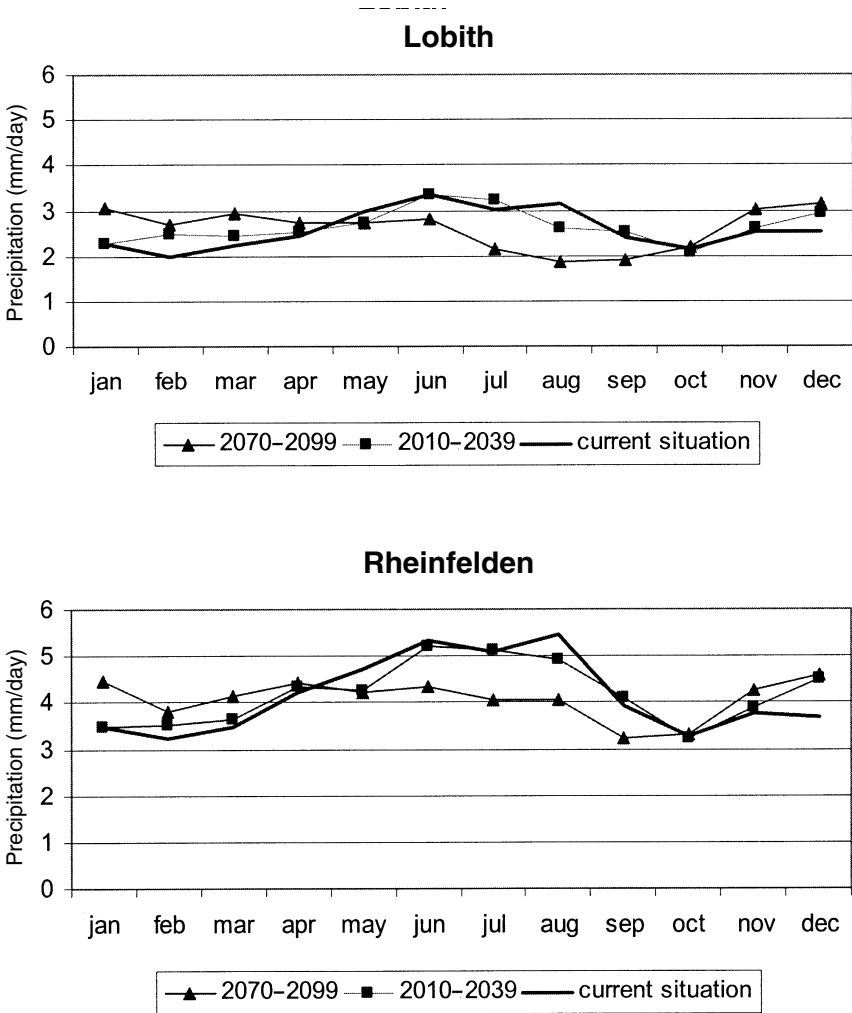 Lobith
Precipitation (mm/day)
6
5
4
3
2
1
0
jan feb mar apr may jun jul aug sep oct nov dec
2070–2099 2010–2039 current situation
Rheinfelden
Precipitation (mm/day)
6
5
4
3
2
1
0
jan feb mar apr may jun jul aug sep oct nov dec
2070–2099 2010–2039 current situation